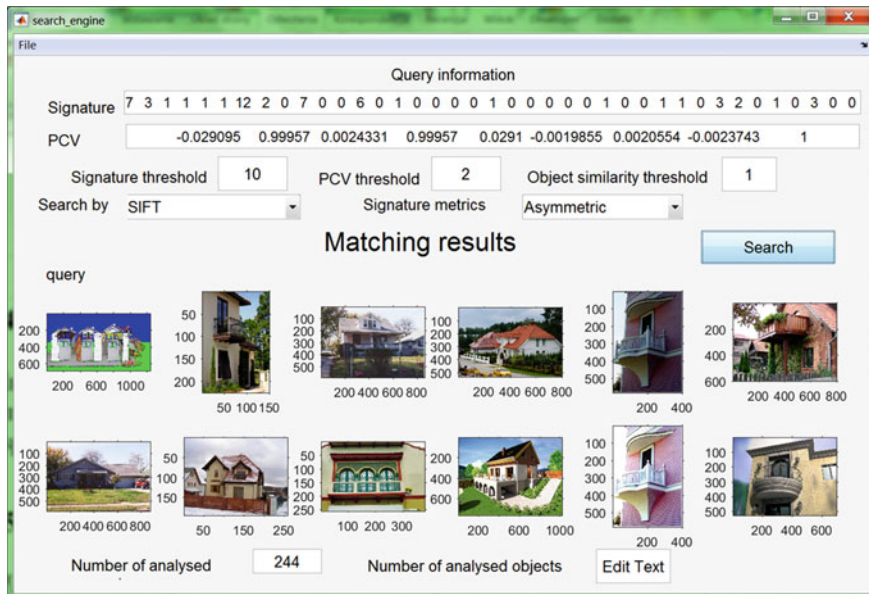 search_engine
File
Query information
Signature 7 3 1 1 1 1 12 2 0 7 0 0 6 0 1 0 0 0 0 1 0 0 0 0 1 0 0 1 1 0 3 2 0 1 0 3 0 0
PCV -0.029095 0.99957 0.0024331 0.99957 0.0291 -0.0019855 0.0020554 -0.0023743 1
Signature threshold 10 PCV threshold 2 Object similarity threshold 1
Search by SIFT Signature metrics Asymmetric
Matching results Search
query
200 400 600 200 600 1000
50 100 150 200 50 100 150
100 200 300 400 500 200 400 600 800
100 200 300 400 500 200 400 600 800
100 200 300 400 500 200 400
200 400 600 200 400 600 800
100 200 300 400 500 200 400 600 800
50 100 150 50 150 250
50 100 150 200 250 100 200 300
200 400 600 200 600 1000
100 200 300 400 500 200 400
100 200 300 400 500 200 400 600
Number of analysed 244 Number of analysed objects Edit Text